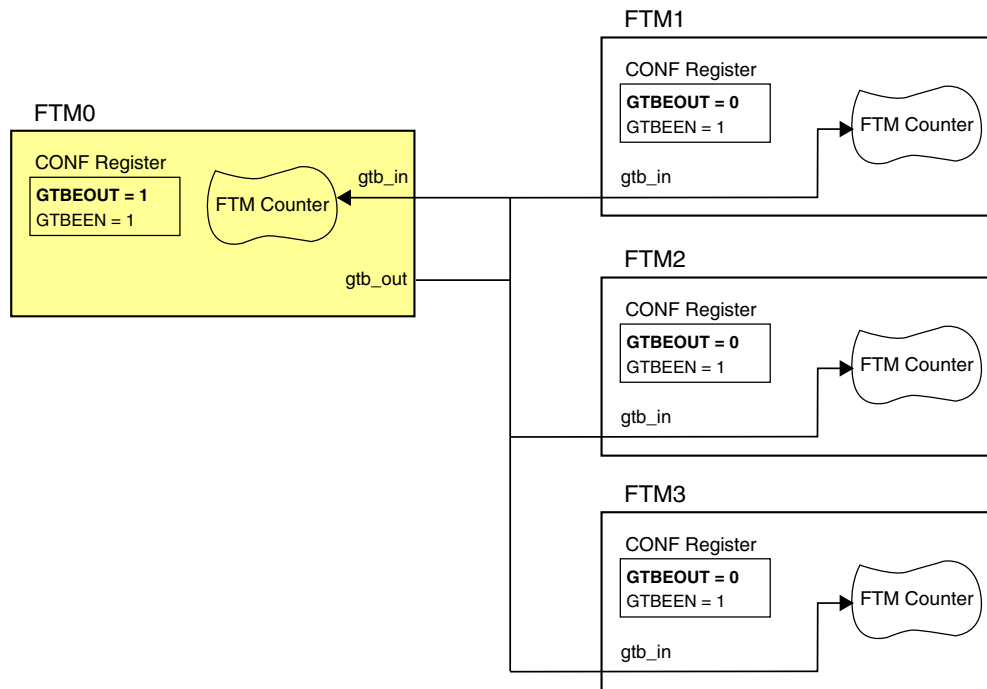 FTM0
CONF Register
GTBEOUT = 1
GTBEEN = 1
FTM Counter
gtb_in
gtb_out
FTM1
CONF Register
GTBEOUT = 0
GTBEEN = 1
FTM Counter
gtb_in
FTM2
CONF Register
GTBEOUT = 0
GTBEEN = 1
FTM Counter
gtb_in
FTM3
CONF Register
GTBEOUT = 0
GTBEEN = 1
FTM Counter
gtb_in